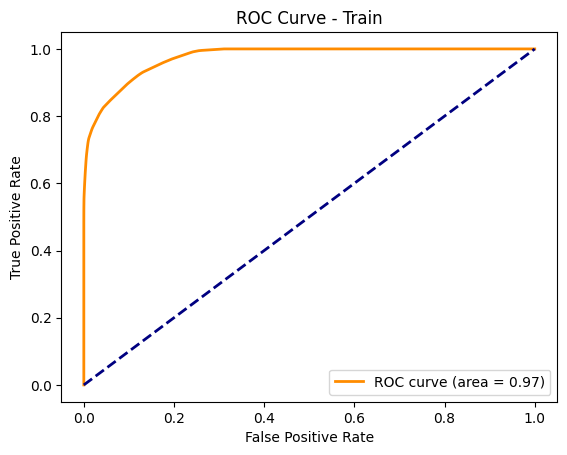 ROC Curve - Train
1.0
0.8
0.6
0.4
0.2
0.0
True Positive Rate
ROC curve (area = 0.97)
0.0 0.2 0.4 0.6 0.8 1.0
False Positive Rate